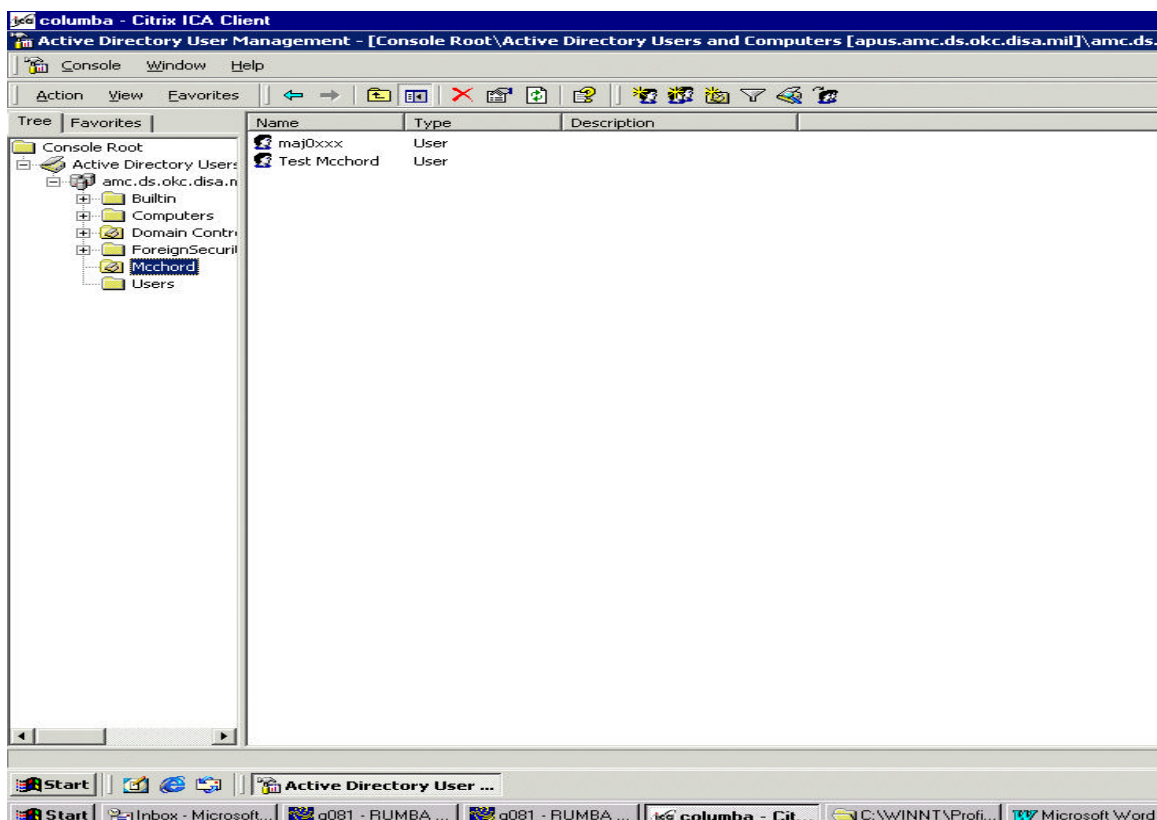 columba - Citrix ICA Client
Active Directory User Management - [Console Root\Active Directory Users and Computers [apus.amc.ds.okc.disa.mil]\amc.ds.
Console Window Help
Action View Favorites
Tree Favorites
Name Type Description
Console Root
Active Directory Users
amc.ds.okc.disa.m
Builtin
Computers
Domain Contr
ForeignSecurit
Mcchord
Users
maj0xxx User
Test Mcchord User
Start Active Directory User ...
Start Inbox - Microsoft... g081 - RUMBA ... g081 - RUMBA ... ica columba - Cit... C:\WINNT\Profi... Microsoft Word